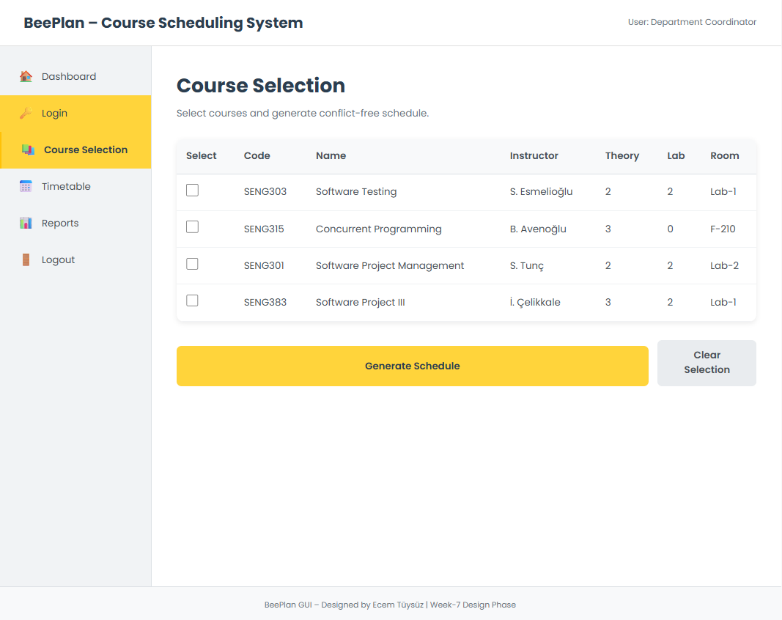 BeePlan – Course Scheduling System
User: Department Coordinator
Dashboard
Login
Course Selection
Timetable
Reports
Logout
Course Selection
Select courses and generate conflict-free schedule.
Select Code Name Instructor Theory Lab Room
SENG303 Software Testing S. Esmelioğlu 2 2 Lab-1
SENG315 Concurrent Programming B. Avenoğlu 3 0 F-210
SENG301 Software Project Management S. Tunç 2 2 Lab-2
SENG383 Software Project III İ. Çelikkale 3 2 Lab-1
Generate Schedule
Clear
Selection
BeePlan GUI – Designed by Ecem Tüysüz | Week-7 Design Phase